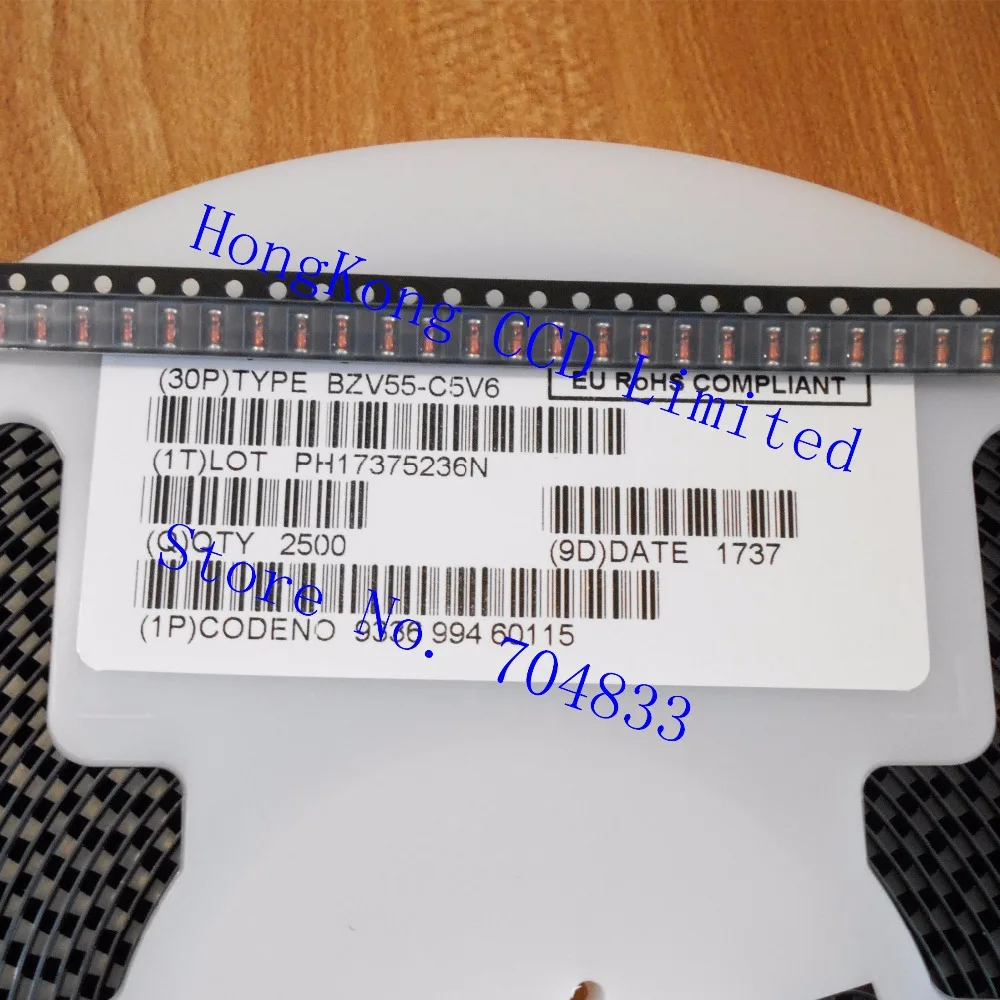 HongKong CCD Limited
(30P)TYPE BZV55-C5V6
EU RoHS COMPLIANT
(1T)LOT PH17375236N
(Q)QTY 2500
(9D)DATE 1737
Store No. 704833
(1P)CODENO 9336 994 60115